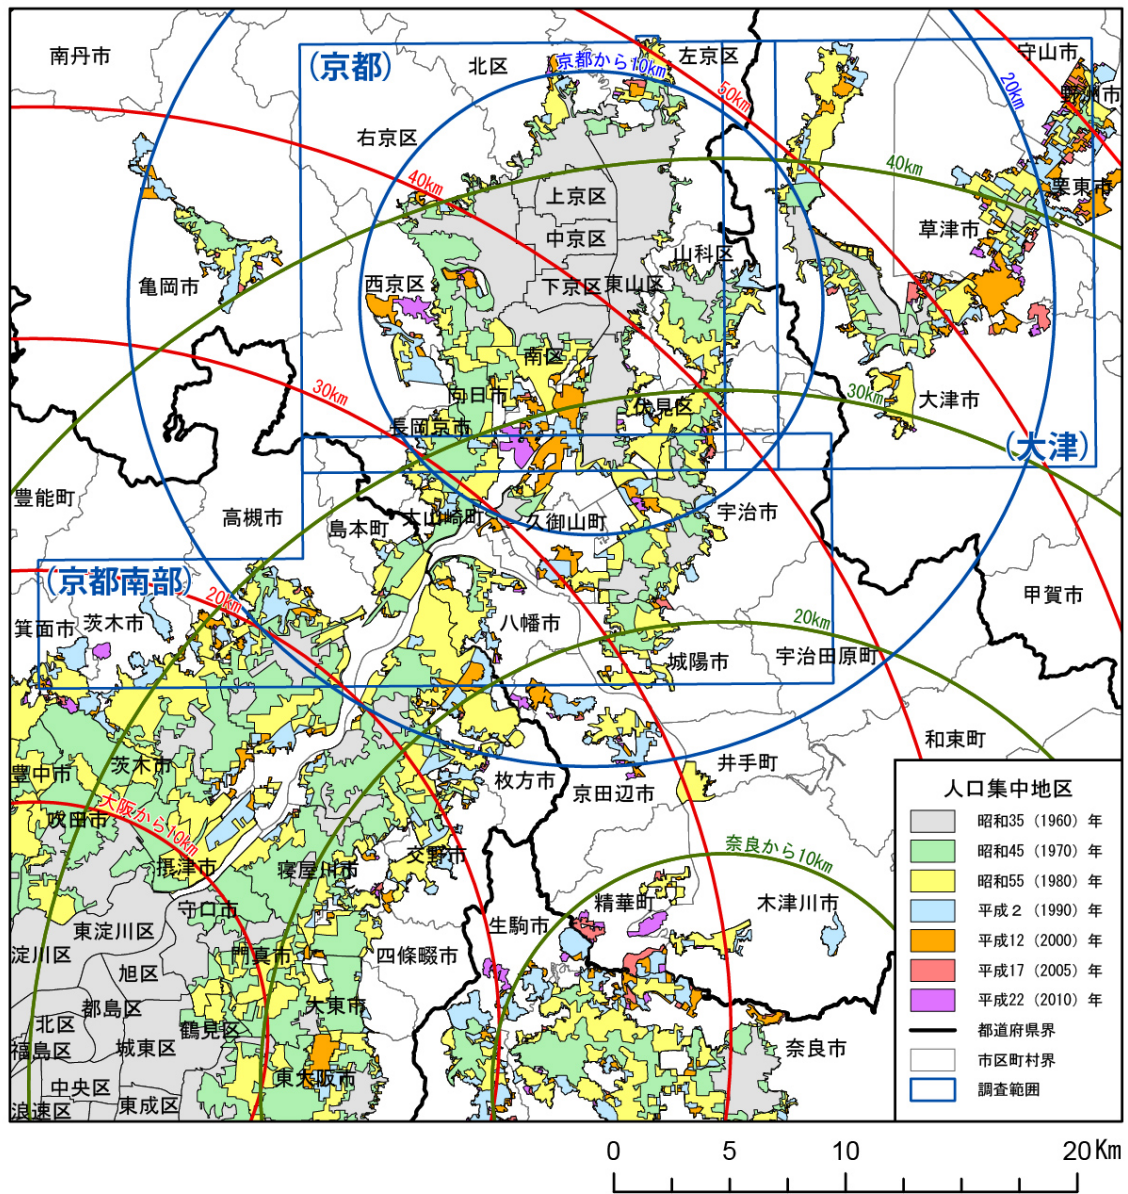 南丹市
(京都)
北区
京都から10km
左京区
守山市
50km
20km
野洲市
右京区
40km
40km
上京区
栗東市
草津市
中京区
山科区
西京区
下京区
東山区
亀岡市
南区
30km
向日市
30km
伏見区
大津市
長岡京市
(大津)
豊能町
高槻市
島本町
大山崎町
久御山町
宇治市
(京都南部)
20km
甲賀市
箕面市
茨木市
八幡市
20km
城陽市
宇治田原町
和束町
豊中市
茨木市
枚方市
京田辺市
井手町
大阪から10km
吹田市
奈良から10km
摂津市
寝屋川市
交野市
守口市
精華町
木津川市
東淀川区
生駒市
淀川区
門真市
四條畷市
旭区
都島区
大東市
北区
鶴見区
福島区
城東区
奈良市
東大阪市
中央区
浪速区
東成区
人口集中地区
昭和35（1960）年
昭和45（1970）年
昭和55（1980）年
平成２（1990）年
平成12（2000）年
平成17（2005）年
平成22（2010）年
都道府県界
市区町村界
調査範囲
0 5 10 20Km